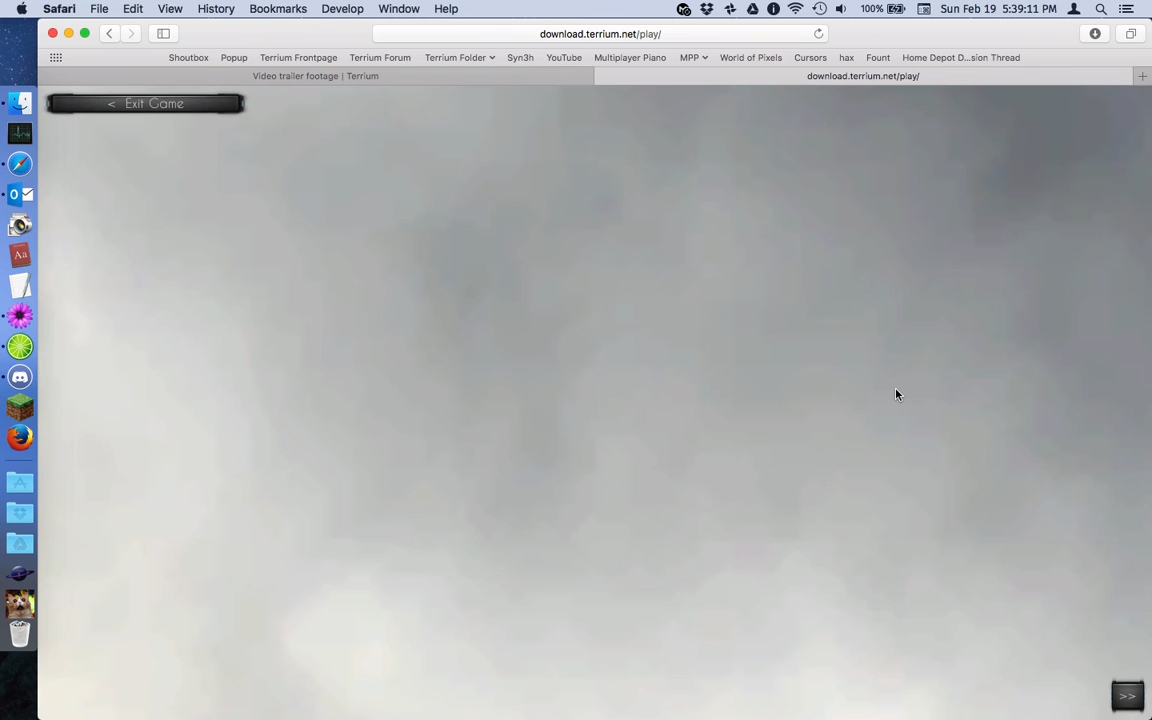 Safari File Edit View History Bookmarks Develop Window Help 100% Sun Feb 19 5:39:11 PM
download.terrium.net/play/
Shoutbox Popup Terrium Frontpage Terrium Forum Terrium Folder Syn3h YouTube Multiplayer Piano MPP World of Pixels Cursors hax Fount Home Depot D...sion Thread
Video trailer footage | Terrium download.terrium.net/play/ +
< Exit Game
Aa
>>